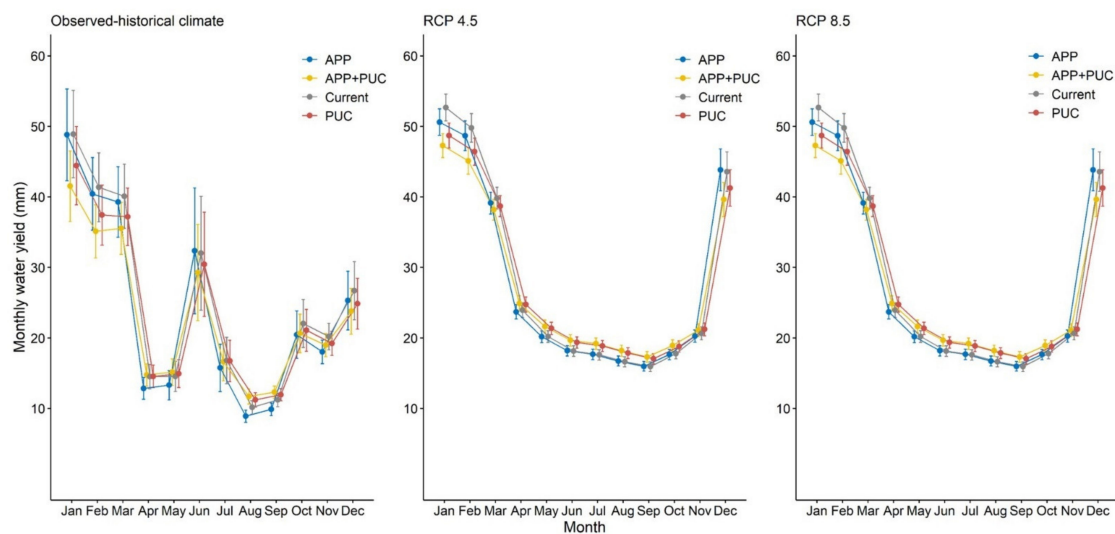 Observed-historical climate
RCP 4.5
RCP 8.5
Monthly water yield (mm)
60
50
40
30
20
10
APP
APP+PUC
Current
PUC
Jan Feb Mar Apr May Jun Jul Aug Sep Oct Nov Dec
60
50
40
30
20
10
APP
APP+PUC
Current
PUC
Jan Feb Mar Apr May Jun Jul Aug Sep Oct Nov Dec
60
50
40
30
20
10
APP
APP+PUC
Current
PUC
Jan Feb Mar Apr May Jun Jul Aug Sep Oct Nov Dec
Month